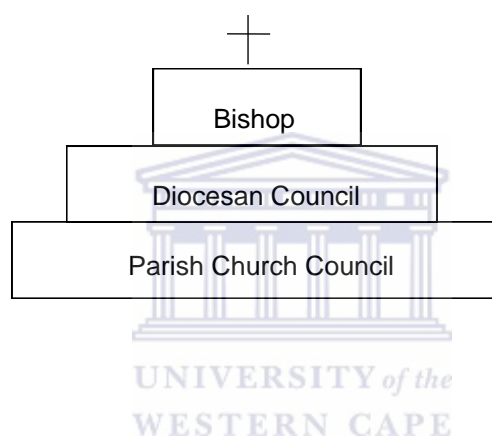 Bishop
Diocesan Council
Parish Church Council
UNIVERSITY of the
WESTERN CAPE